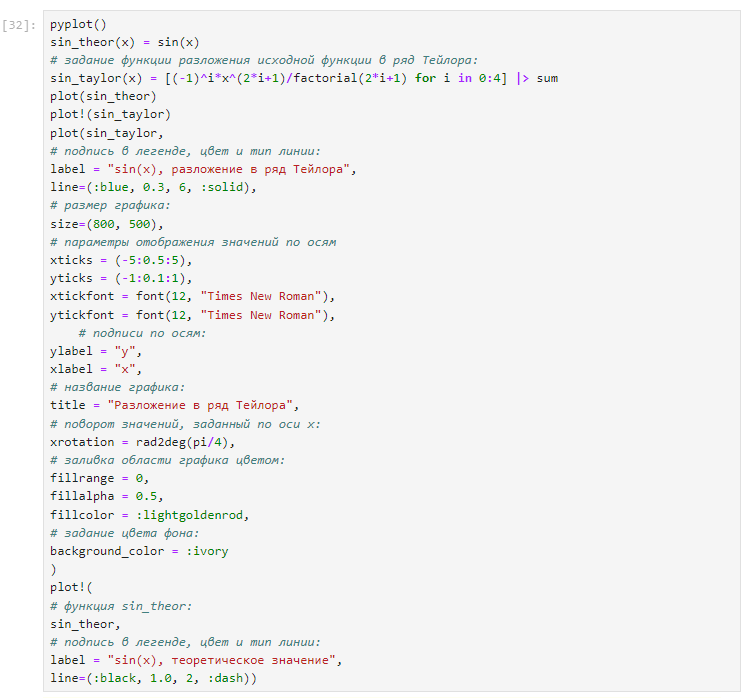 [32]: pyplot()
sin_theor(x) = sin(x)
# задание функции разложения исходной функции в ряд Тейлора:
sin_taylor(x) = [(-1)^i*x^(2*i+1)/factorial(2*i+1) for i in 0:4] |> sum
plot(sin_theor)
plot!(sin_taylor)
plot(sin_taylor,
# подпись в легенде, цвет и тип линии:
label = "sin(x), разложение в ряд Тейлора",
line=(:blue, 0.3, 6, :solid),
# размер графика:
size=(800, 500),
# параметры отображения значений по осям
xticks = (-5:0.5:5),
yticks = (-1:0.1:1),
xtickfont = font(12, "Times New Roman"),
ytickfont = font(12, "Times New Roman"),
    # подписи по осям:
ylabel = "y",
xlabel = "x",
# название графика:
title = "Разложение в ряд Тейлора",
# поворот значений, заданный по оси x:
xrotation = rad2deg(pi/4),
# заливка области графика цветом:
fillrange = 0,
fillalpha = 0.5,
fillcolor = :lightgoldenrod,
# задание цвета фона:
background_color = :ivory
)
plot!(
# функция sin_theor:
sin_theor,
# подпись в легенде, цвет и тип линии:
label = "sin(x), теоретическое значение",
line=(:black, 1.0, 2, :dash))